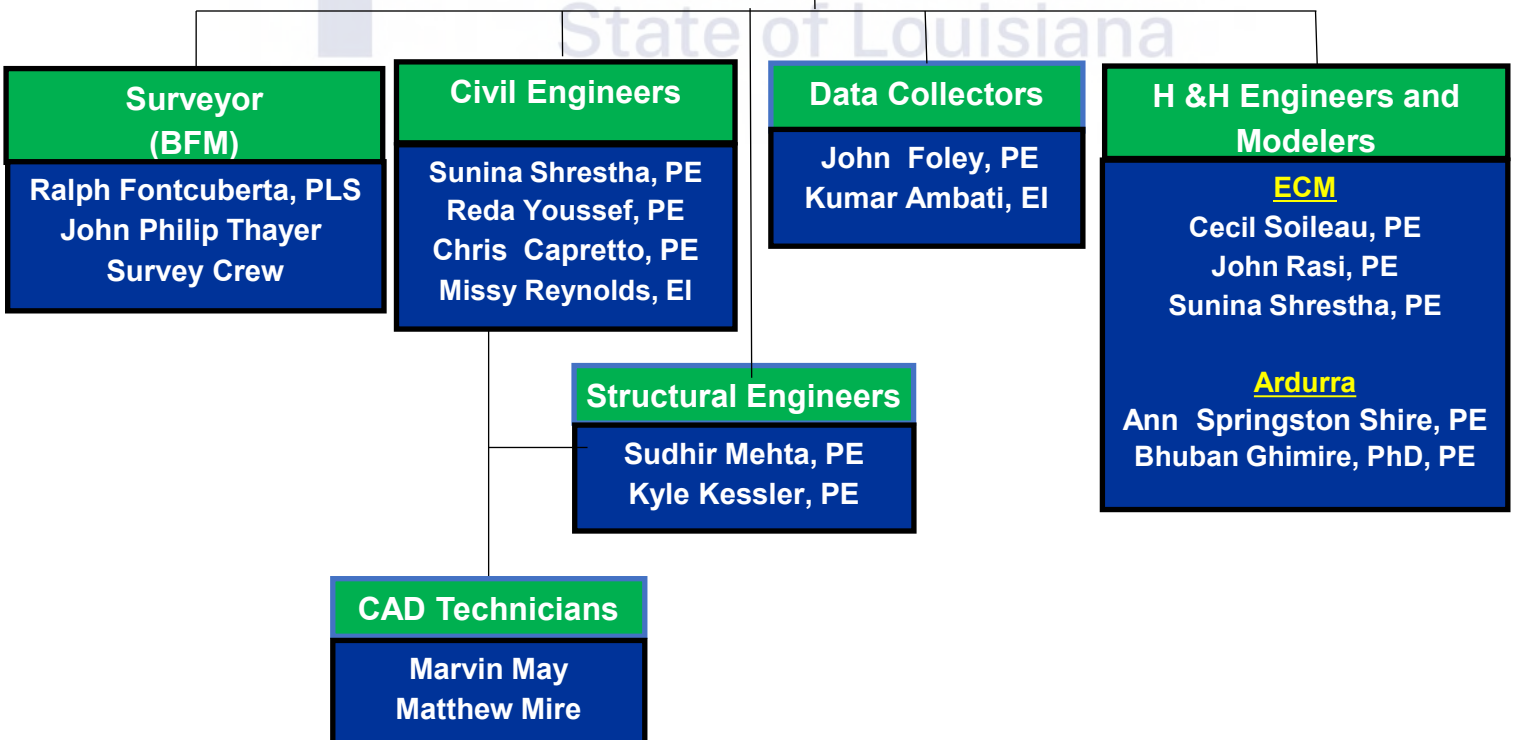 State of Louisiana
Surveyor
(BFM)
Ralph Fontcuberta, PLS
John Philip Thayer
Survey Crew
Civil Engineers
Sunina Shrestha, PE
Reda Youssef, PE
Chris Capretto, PE
Missy Reynolds, EI
Data Collectors
John Foley, PE
Kumar Ambati, EI
H &H Engineers and
Modelers
ECM
Cecil Soileau, PE
John Rasi, PE
Sunina Shrestha, PE
Ardurra
Ann Springston Shire, PE
Bhuban Ghimire, PhD, PE
Structural Engineers
Sudhir Mehta, PE
Kyle Kessler, PE
CAD Technicians
Marvin May
Matthew Mire